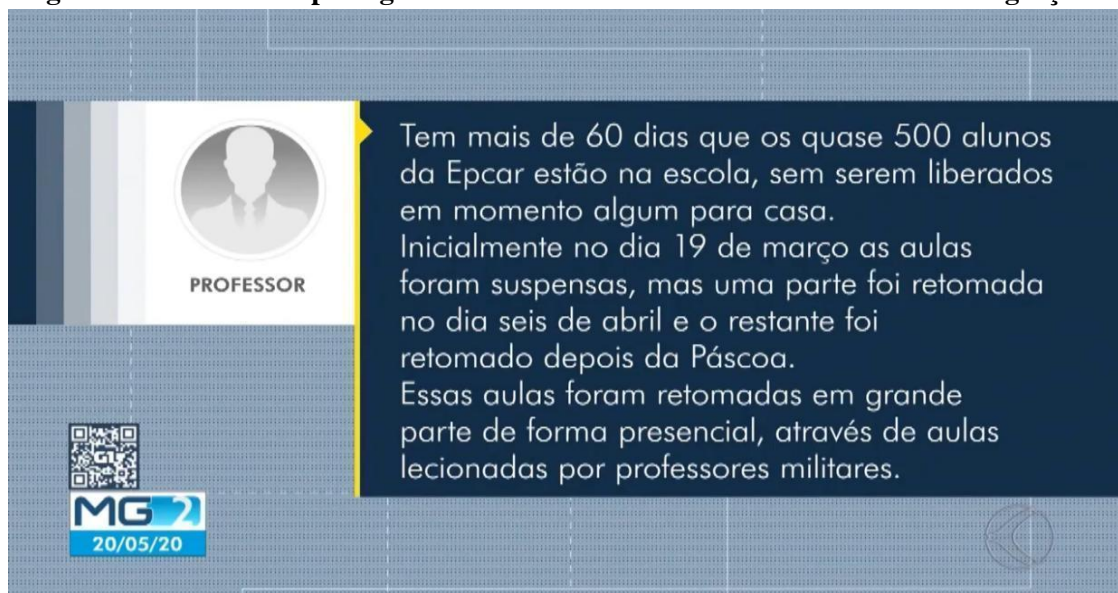 PROFESSOR
Tem mais de 60 dias que os quase 500 alunos
da Epcar estão na escola, sem serem liberados
em momento algum para casa.
Inicialmente no dia 19 de março as aulas
foram suspensas, mas uma parte foi retomada
no dia seis de abril e o restante foi
retomado depois da Páscoa.
Essas aulas foram retomadas em grande
parte de forma presencial, através de aulas
lecionadas por professores militares.
G1
MG 2
20/05/20